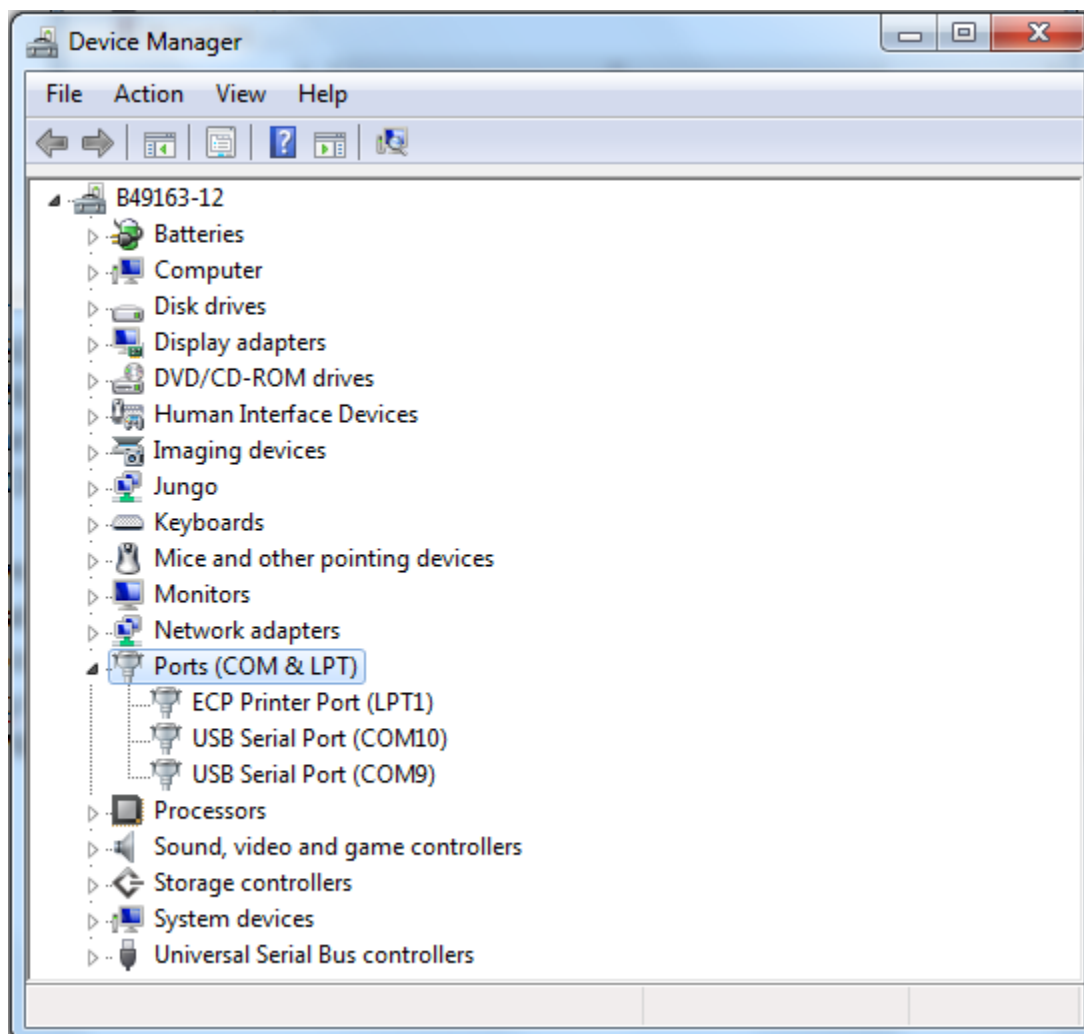 Device Manager
File Action View Help
B49163-12
Batteries
Computer
Disk drives
Display adapters
DVD/CD-ROM drives
Human Interface Devices
Imaging devices
Jungo
Keyboards
Mice and other pointing devices
Monitors
Network adapters
Ports (COM & LPT)
ECP Printer Port (LPT1)
USB Serial Port (COM10)
USB Serial Port (COM9)
Processors
Sound, video and game controllers
Storage controllers
System devices
Universal Serial Bus controllers